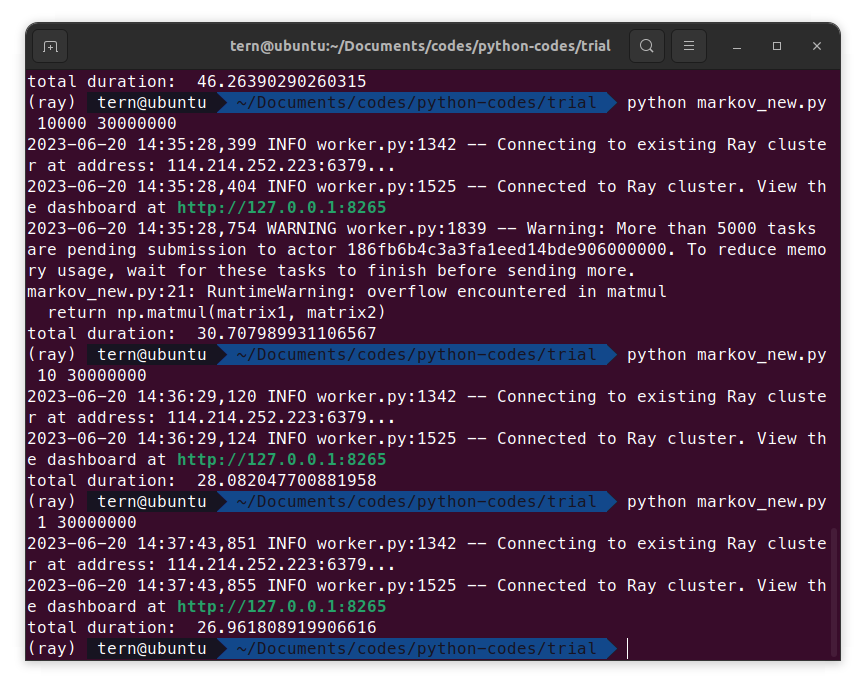 tern@ubuntu:~/Documents/codes/python-codes/trial
total duration:  46.26390290260315
(ray)  tern@ubuntu  ~/Documents/codes/python-codes/trial  python markov_new.py
 10000 30000000
2023-06-20 14:35:28,399 INFO worker.py:1342 -- Connecting to existing Ray cluste
r at address: 114.214.252.223:6379...
2023-06-20 14:35:28,404 INFO worker.py:1525 -- Connected to Ray cluster. View th
e dashboard at http://127.0.0.1:8265
2023-06-20 14:35:28,754 WARNING worker.py:1839 -- Warning: More than 5000 tasks
are pending submission to actor 186fb6b4c3a3fa1eed14bde906000000. To reduce memo
ry usage, wait for these tasks to finish before sending more.
markov_new.py:21: RuntimeWarning: overflow encountered in matmul
  return np.matmul(matrix1, matrix2)
total duration:  30.707989931106567
(ray)  tern@ubuntu  ~/Documents/codes/python-codes/trial  python markov_new.py
 10 30000000
2023-06-20 14:36:29,120 INFO worker.py:1342 -- Connecting to existing Ray cluste
r at address: 114.214.252.223:6379...
2023-06-20 14:36:29,124 INFO worker.py:1525 -- Connected to Ray cluster. View th
e dashboard at http://127.0.0.1:8265
total duration:  28.082047700881958
(ray)  tern@ubuntu  ~/Documents/codes/python-codes/trial  python markov_new.py
 1 30000000
2023-06-20 14:37:43,851 INFO worker.py:1342 -- Connecting to existing Ray cluste
r at address: 114.214.252.223:6379...
2023-06-20 14:37:43,855 INFO worker.py:1525 -- Connected to Ray cluster. View th
e dashboard at http://127.0.0.1:8265
total duration:  26.961808919906616
(ray)  tern@ubuntu  ~/Documents/codes/python-codes/trial